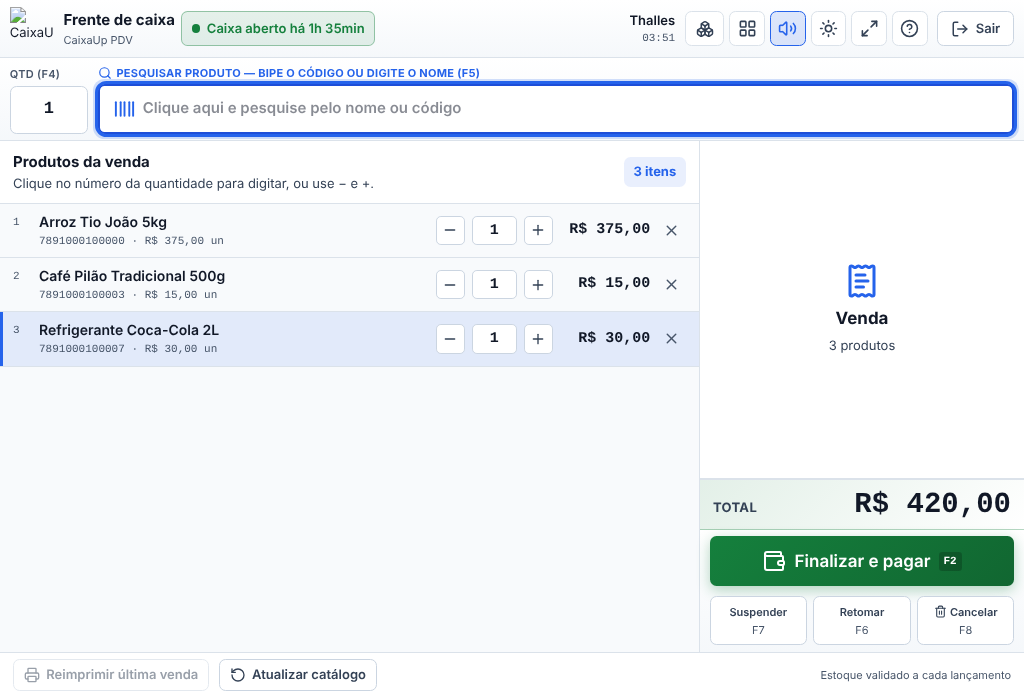 CaixaU
Frente de caixa
CaixaUp PDV
Caixa aberto há 1h 35min
Thalles
03:51
Sair
QTD (F4)
PESQUISAR PRODUTO — BIPE O CÓDIGO OU DIGITE O NOME (F5)
1
Clique aqui e pesquise pelo nome ou código
Produtos da venda
Clique no número da quantidade para digitar, ou use − e +.
3 itens
1 Arroz Tio João 5kg
7891000100000 · R$ 375,00 un
1
R$ 375,00
2 Café Pilão Tradicional 500g
7891000100003 · R$ 15,00 un
1
R$ 15,00
3 Refrigerante Coca-Cola 2L
7891000100007 · R$ 30,00 un
1
R$ 30,00
Venda
3 produtos
TOTAL R$ 420,00
Finalizar e pagar F2
Suspender
F7
Retomar
F6
Cancelar
F8
Reimprimir última venda
Atualizar catálogo
Estoque validado a cada lançamento